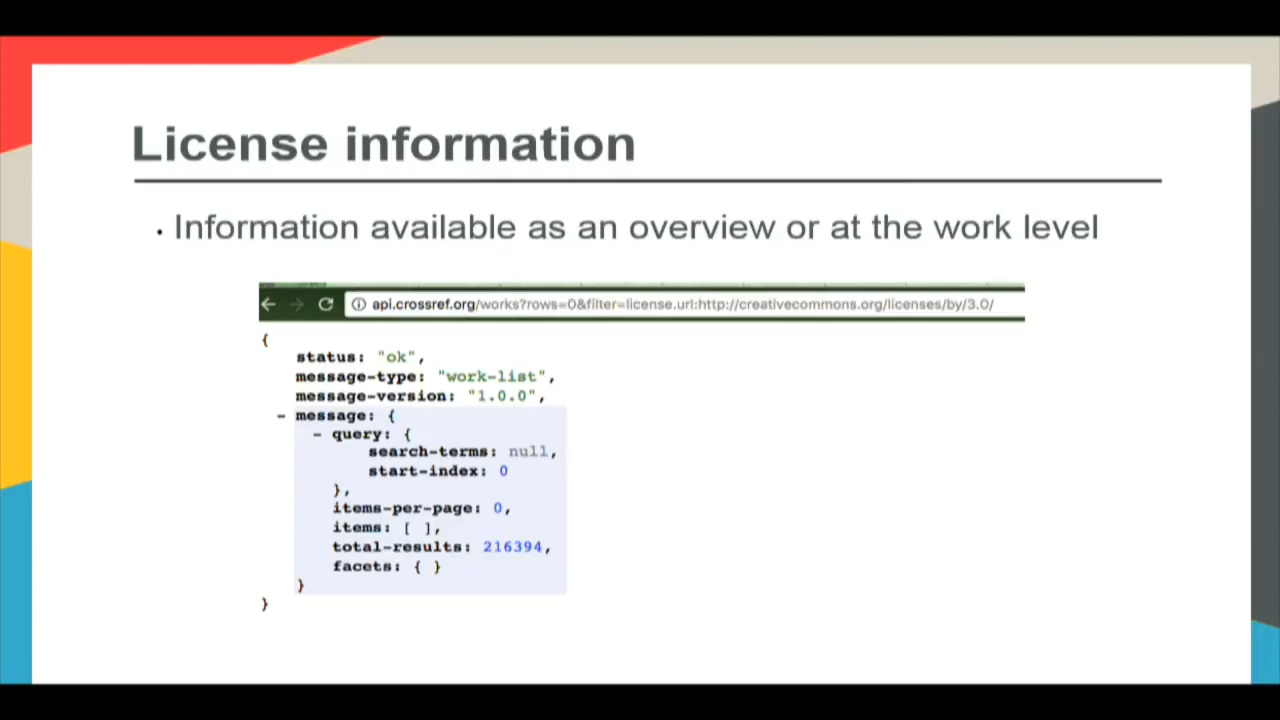 License information
• Information available as an overview or at the work level
api.crossref.org/works?rows=0&filter=license.url:http://creativecommons.org/licenses/by/3.0/
{
status: "ok",
message-type: "work-list",
message-version: "1.0.0",
- message: {
- query: {
search-terms: null,
start-index: 0
},
items-per-page: 0,
items: [ ],
total-results: 216394,
facets: { }
}
}